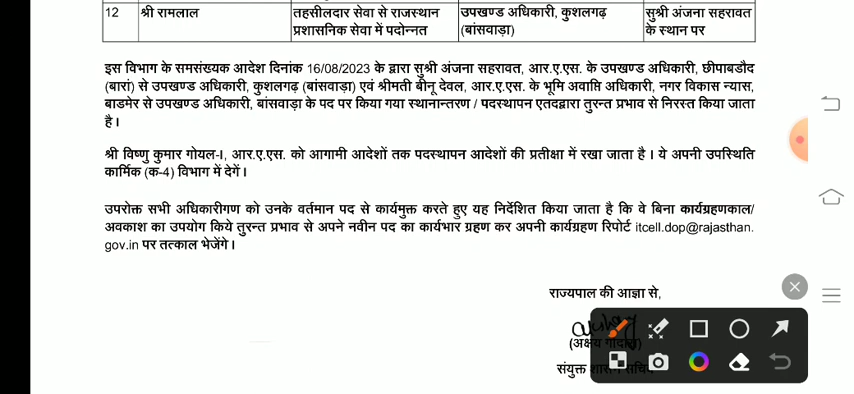 12 श्री रामलाल तहसीलदार सेवा से राजस्थान प्रशासनिक सेवा में पदोन्नत उपखण्ड अधिकारी, कुशलगढ़ (बांसवाड़ा) सुश्री अंजना सहरावत के स्थान पर
इस विभाग के समसंख्यक आदेश दिनांक 16/08/2023 के द्वारा सुश्री अंजना सहरावत, आर.ए.एस. के उपखण्ड अधिकारी, छीपाबडौद
(बारां) से उपखण्ड अधिकारी, कुशलगढ़ (बांसवाड़ा) एवं श्रीमती बीनू देवल, आर.ए.एस. के भूमि अवाप्ति अधिकारी, नगर विकास न्यास,
बाडमेर से उपखण्ड अधिकारी, बांसवाड़ा के पद पर किया गया स्थानान्तरण / पदस्थापन एतदद्वारा तुरन्त प्रभाव से निरस्त किया जाता
है।
श्री विष्णु कुमार गोयल-I, आर.ए.एस. को आगामी आदेशों तक पदस्थापन आदेशों की प्रतीक्षा में रखा जाता है। ये अपनी उपस्थिति
कार्मिक (क-4) विभाग में देगें।
उपरोक्त सभी अधिकारीगण को उनके वर्तमान पद से कार्यमुक्त करते हुए यह निर्देशित किया जाता है कि वे बिना कार्यग्रहणकाल/
अवकाश का उपयोग किये तुरन्त प्रभाव से अपने नवीन पद का कार्यभार ग्रहण कर अपनी कार्यग्रहण रिपोर्ट itcell.dop@rajasthan.
gov.in पर तत्काल भेजेंगे।
राज्यपाल की आज्ञा से,
संयुक्त